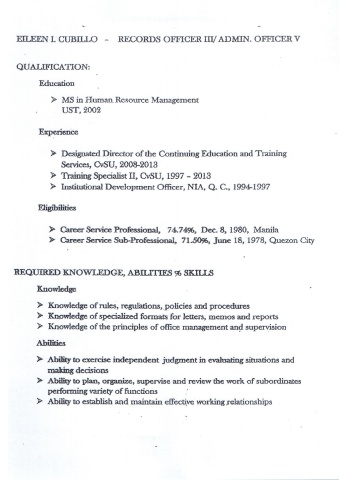 EILEEN I. CUBILLO – RECORDS OFFICER III/ADMIN. OFFICER V
QUALIFICATION:
Education
➢ MS in Human Resource Management
UST, 2002
Experience
➢ Designated Director of the Continuing Education and Training
Services, CvSU, 2008-2013
➢ Training Specialist II, CvSU, 1997 – 2013
➢ Institutional Development Officer, NIA, Q. C., 1994-1997
Eligibilities
➢ Career Service Professional, 74.74%, Dec. 8, 1980, Manila
➢ Career Service Sub-Professional, 71.50%, June 18, 1978, Quezon City
REQUIRED KNOWLEDGE, ABILITIES % SKILLS
Knowledge
➢ Knowledge of rules, regulations, policies and procedures
➢ Knowledge of specialized formats for letters, memos and reports
➢ Knowledge of the principles of office management and supervision
Abilities
➢ Ability to exercise independent judgment in evaluating situations and
making decisions
➢ Ability to plan, organize, supervise and review the work of subordinates
performing variety of functions
➢ Ability to establish and maintain effective working relationships